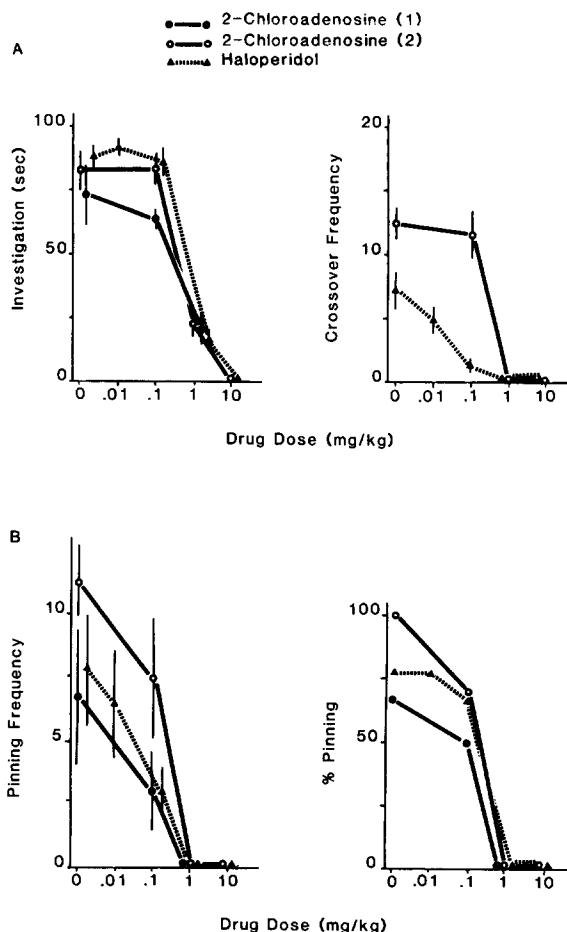 2-Chloroadenosine (1)
2-Chloroadenosine (2)
Haloperidol
A
Investigation (sec)
100
50
0
0 .01 .1 1 10
Crossover Frequency
20
10
0
0 .01 .1 1 10
Drug Dose (mg/kg)
B
Pinning Frequency
10
5
0
0 .01 .1 1 10
% Pinning
100
50
0
0 .01 .1 1 10
Drug Dose (mg/kg)